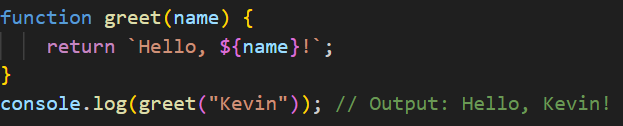 function greet(name) {
    return `Hello, ${name}!`;
}
console.log(greet("Kevin")); // Output: Hello, Kevin!